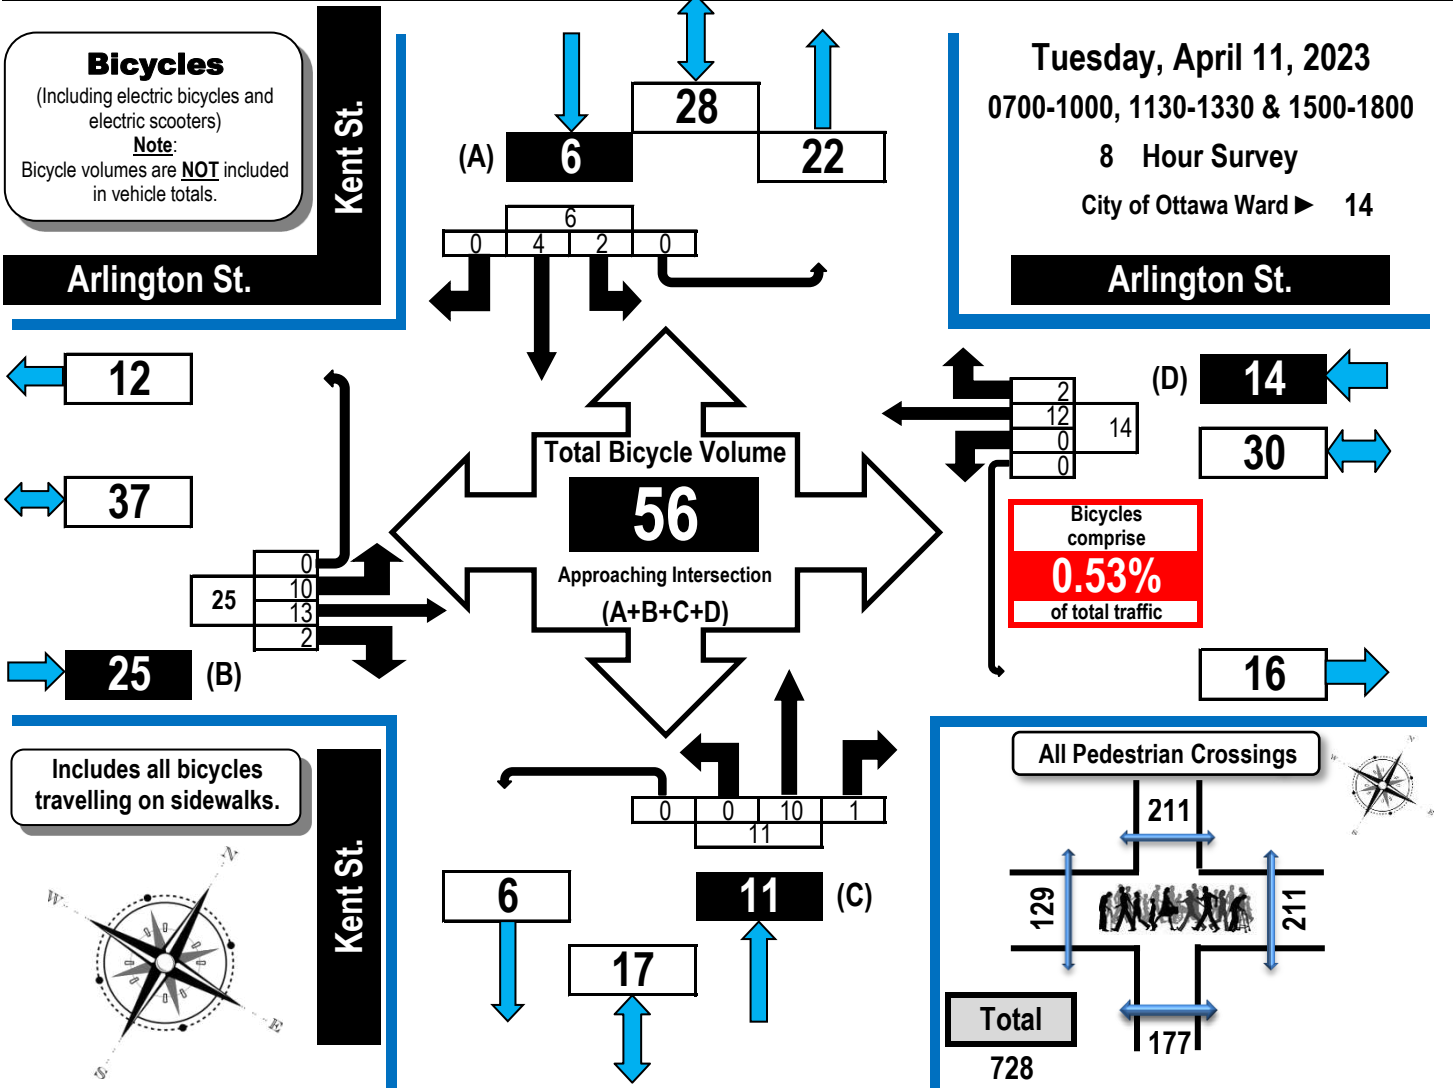 Bicycles
(Including electric bicycles and
electric scooters)
Note:
Bicycle volumes are NOT included
in vehicle totals.
Kent St.
Arlington St.
(A)
6
28
22
6
0 4 2 0
Tuesday, April 11, 2023
0700-1000, 1130-1330 & 1500-1800
8 Hour Survey
City of Ottawa Ward ► 14
Arlington St.
12
37
0
10
13
2
25
25
(B)
Total Bicycle Volume
56
Approaching Intersection
(A+B+C+D)
2
12
0
0
14
(D)
14
30
Bicycles
comprise
0.53%
of total traffic
16
Includes all bicycles
travelling on sidewalks.
N
W
E
S
Kent St.
0 0 10 1
11
6
11
(C)
17
All Pedestrian Crossings
N
W
E
S
211
129
211
177
Total
728